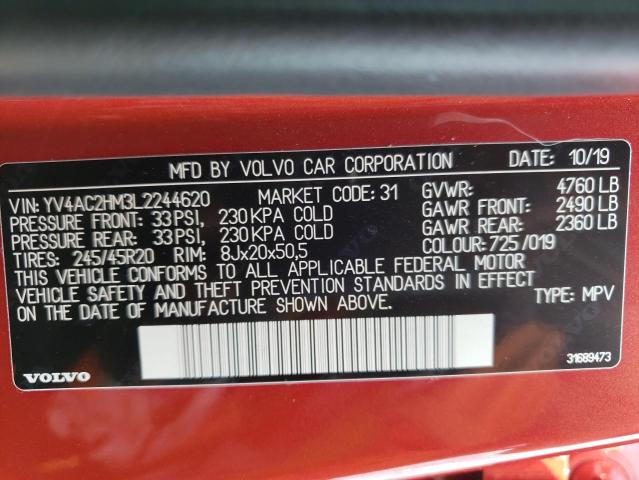 MFD BY VOLVO CAR CORPORATION DATE: 10/19
VIN: YV4AC2HM3L2244620 MARKET CODE: 31 GVWR: 4760 LB
PRESSURE FRONT: 33 PSI, 230 KPA COLD GAWR FRONT: 2490 LB
PRESSURE REAR: 33 PSI, 230 KPA COLD GAWR REAR: 2360 LB
TIRES: 245/45R20 RIM: 8Jx20x50,5 COLOUR: 725/019
THIS VEHICLE CONFORMS TO ALL APPLICABLE FEDERAL MOTOR
VEHICLE SAFETY AND THEFT PREVENTION STANDARDS IN EFFECT
ON THE DATE OF MANUFACTURE SHOWN ABOVE. TYPE: MPV
VOLVO 31689473